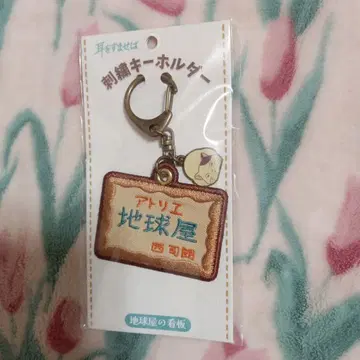 耳をすませば
刺繍キーホルダー
アトリエ
地球屋
西司朗
地球屋の看板